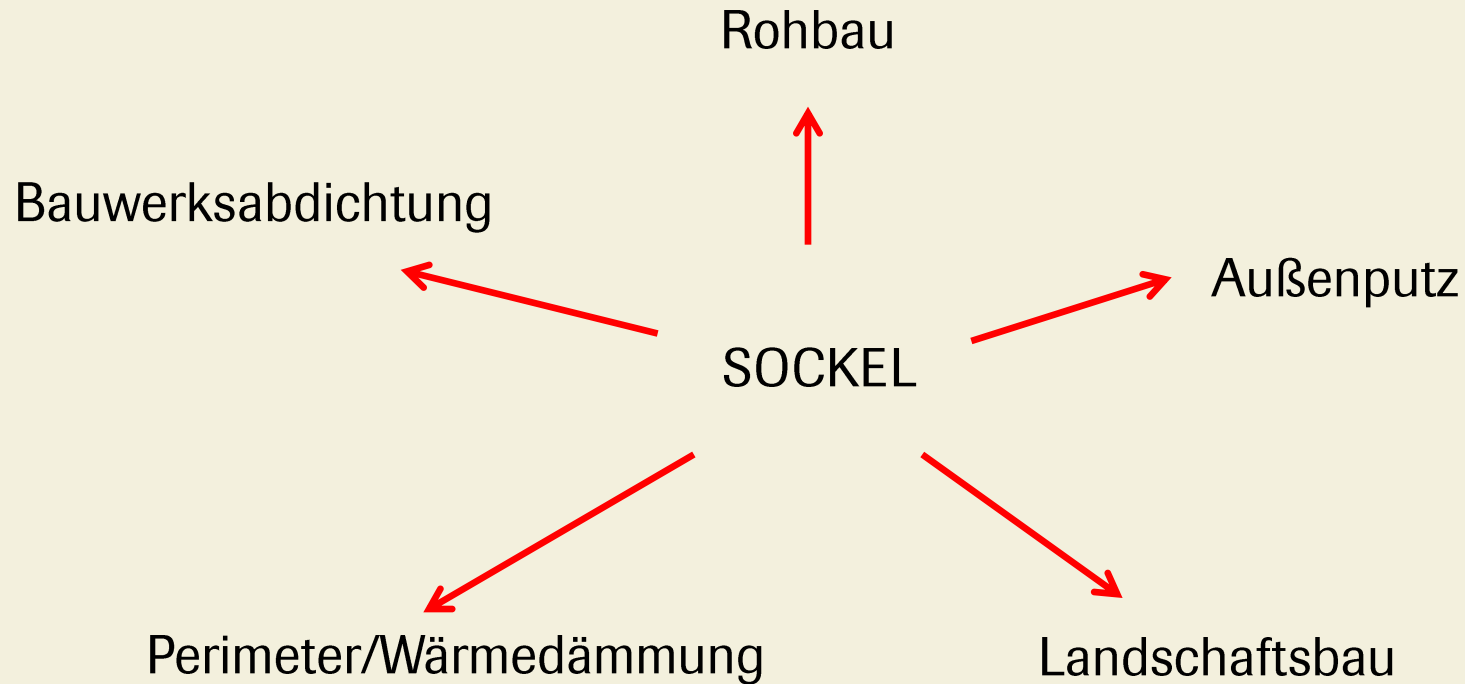 Rohbau
Bauwerksabdichtung
Außenputz
SOCKEL
Perimeter/Wärmedämmung
Landschaftsbau